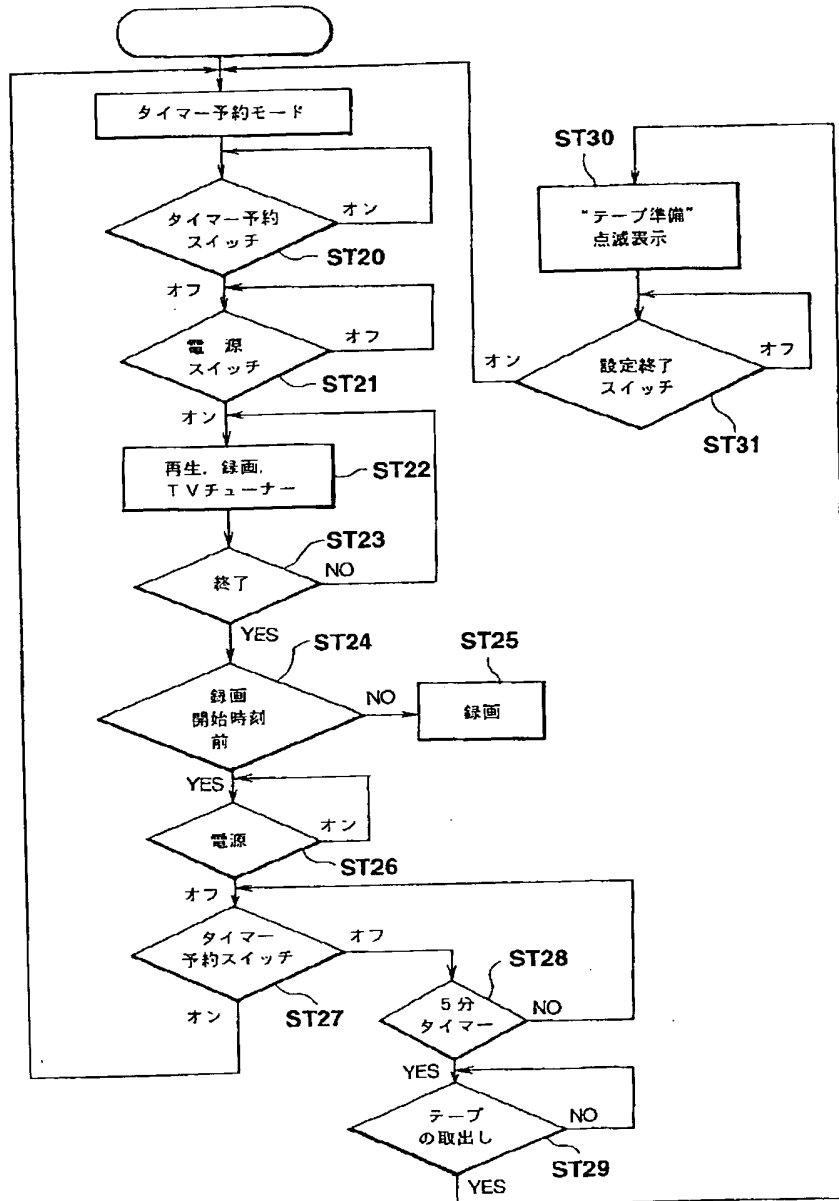 タイマー予約モード
タイマー予約
スイッチ
オン
ST20
オフ
電源
スイッチ
オフ
ST21
オン
再生,録画,
TVチューナー
ST22
終了
ST23
NO
YES
録画
開始時刻
前
ST24
NO
録画
ST25
YES
電源
オン
ST26
オフ
タイマー
予約スイッチ
オフ
ST27
オン
5分
タイマー
ST28
NO
YES
テープ
の取出し
NO
ST29
YES
ST30
“テープ準備”
点滅表示
オン
設定終了
スイッチ
オフ
ST31